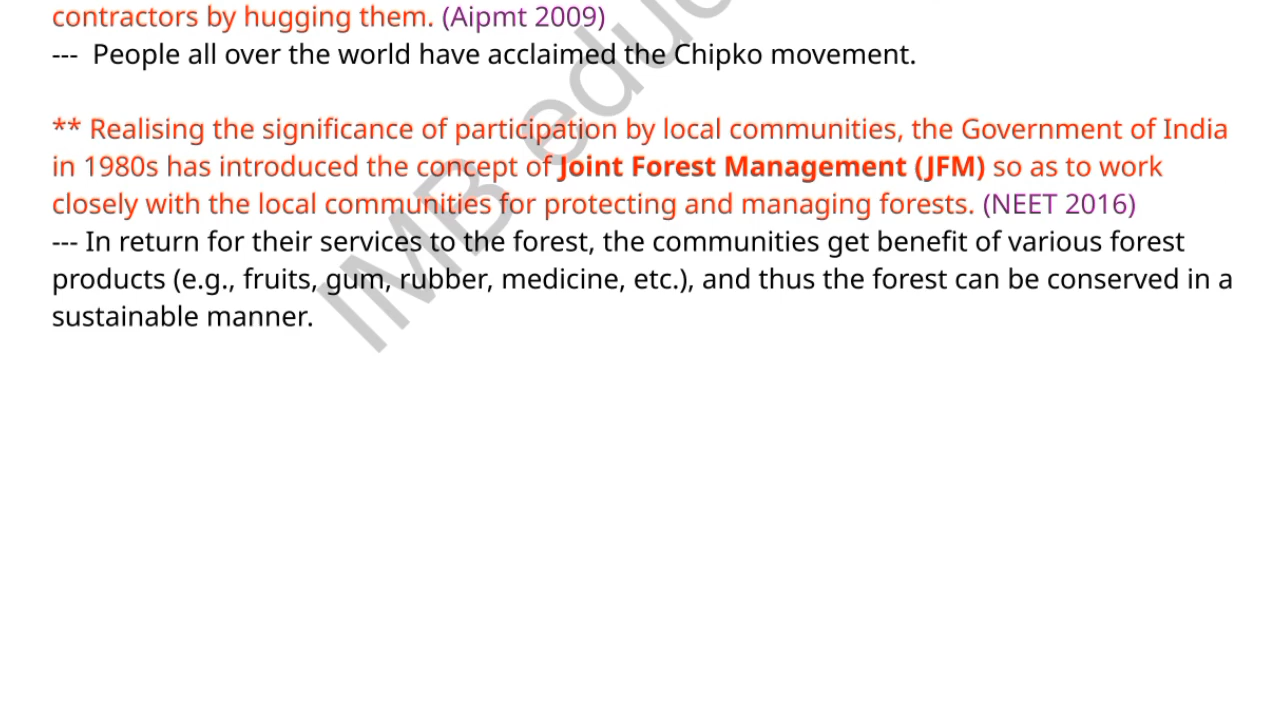 contractors by hugging them. (Aipmt 2009)
---  People all over the world have acclaimed the Chipko movement.
** Realising the significance of participation by local communities, the Government of India
in 1980s has introduced the concept of Joint Forest Management (JFM) so as to work
closely with the local communities for protecting and managing forests. (NEET 2016)
--- In return for their services to the forest, the communities get benefit of various forest
products (e.g., fruits, gum, rubber, medicine, etc.), and thus the forest can be conserved in a
sustainable manner.
IMB educ